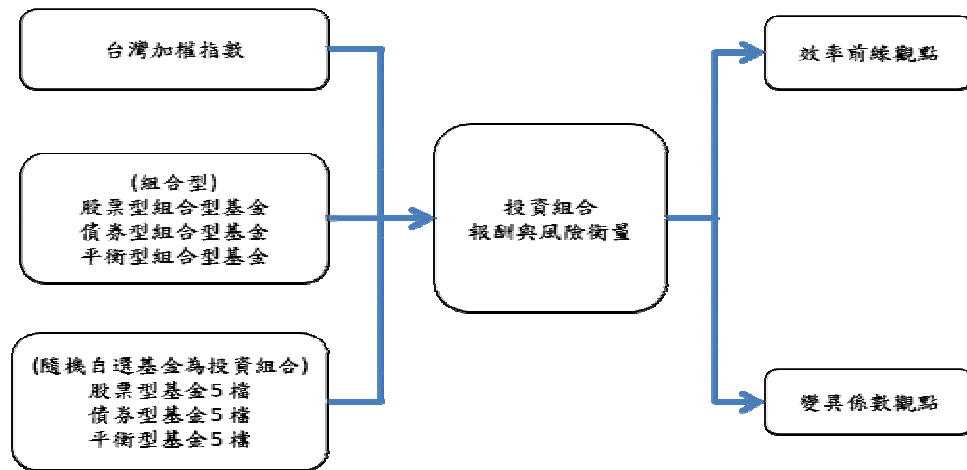 台灣加權指數
(組合型)
股票型組合型基金
債券型組合型基金
平衡型組合型基金
(隨機自選基金為投資組合)
股票型基金5檔
債券型基金5檔
平衡型基金5檔
投資組合
報酬與風險衡量
效率前緣觀點
變異係數觀點